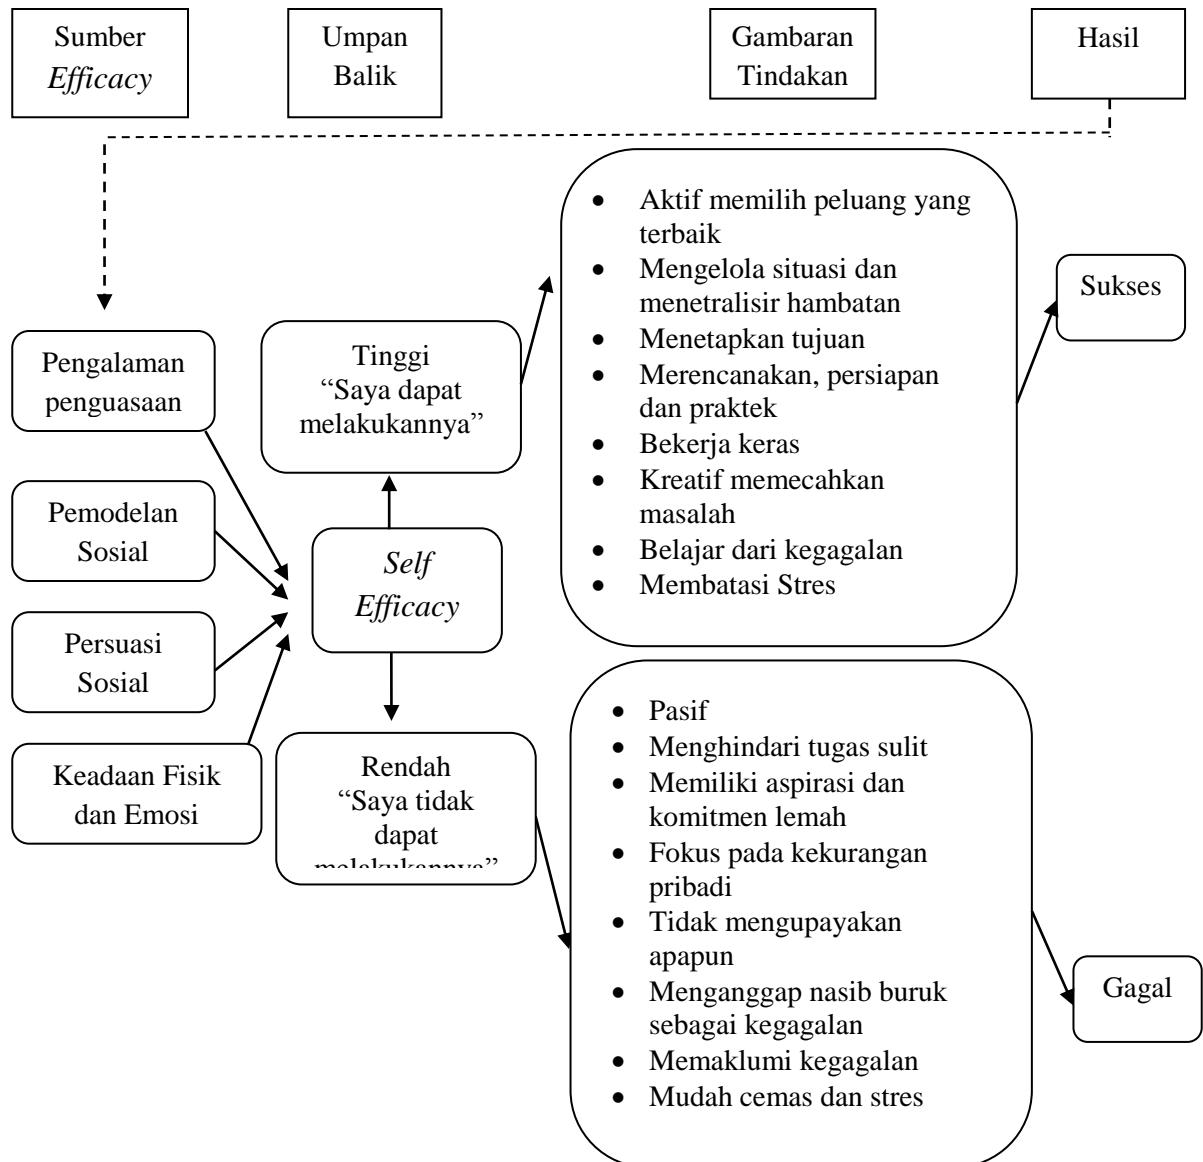 Sumber
Efficacy
Umpan
Balik
Gambaran
Tindakan
Hasil
Pengalaman
penguasaan
Pemodelan
Sosial
Persuasi
Sosial
Keadaan Fisik
dan Emosi
Tinggi
“Saya dapat
melakukannya”
Self
Efficacy
Rendah
“Saya tidak
dapat
melakukannya”
• Aktif memilih peluang yang
terbaik
• Mengelola situasi dan
menetralisir hambatan
• Menetapkan tujuan
• Merencanakan, persiapan
dan praktek
• Bekerja keras
• Kreatif memecahkan
masalah
• Belajar dari kegagalan
• Membatasi Stres
• Pasif
• Menghindari tugas sulit
• Memiliki aspirasi dan
komitmen lemah
• Fokus pada kekurangan
pribadi
• Tidak mengupayakan
apapun
• Menganggap nasib buruk
sebagai kegagalan
• Memaklumi kegagalan
• Mudah cemas dan stres
Sukses
Gagal